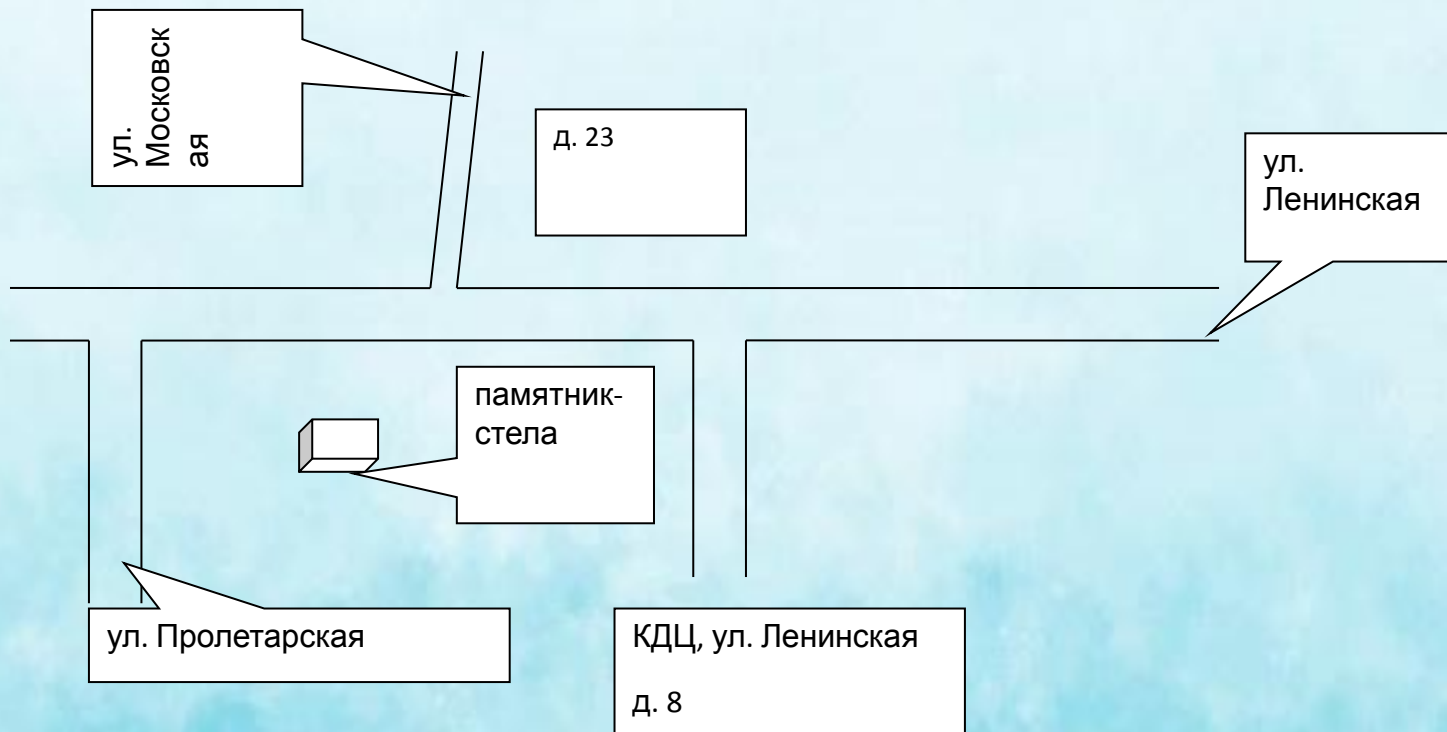 ул.
Московск
ая
д. 23
ул.
Ленинская
памятник-
стела
ул. Пролетарская
КДЦ, ул. Ленинская
д. 8